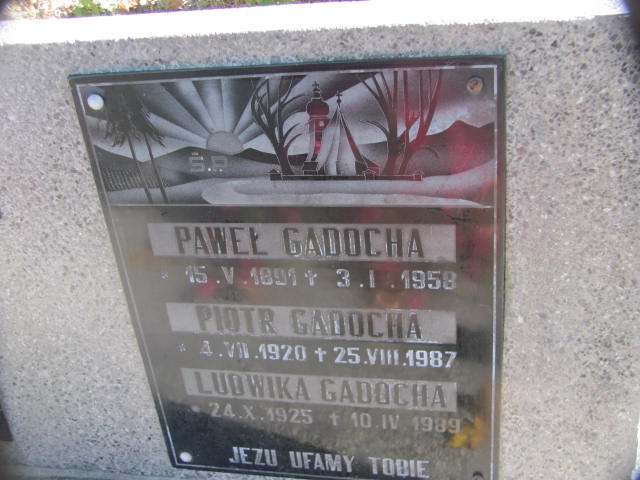 Ś.P.
PAWEŁ GADOCHA
* 15.V.1891 † 3.I.1958
PIOTR GADOCHA
* 4.VII.1920 † 25.VIII.1987
LUDWIKA GADOCHA
* 24.X.1925 † 10.IV 1989
JEZU UFAMY TOBIE